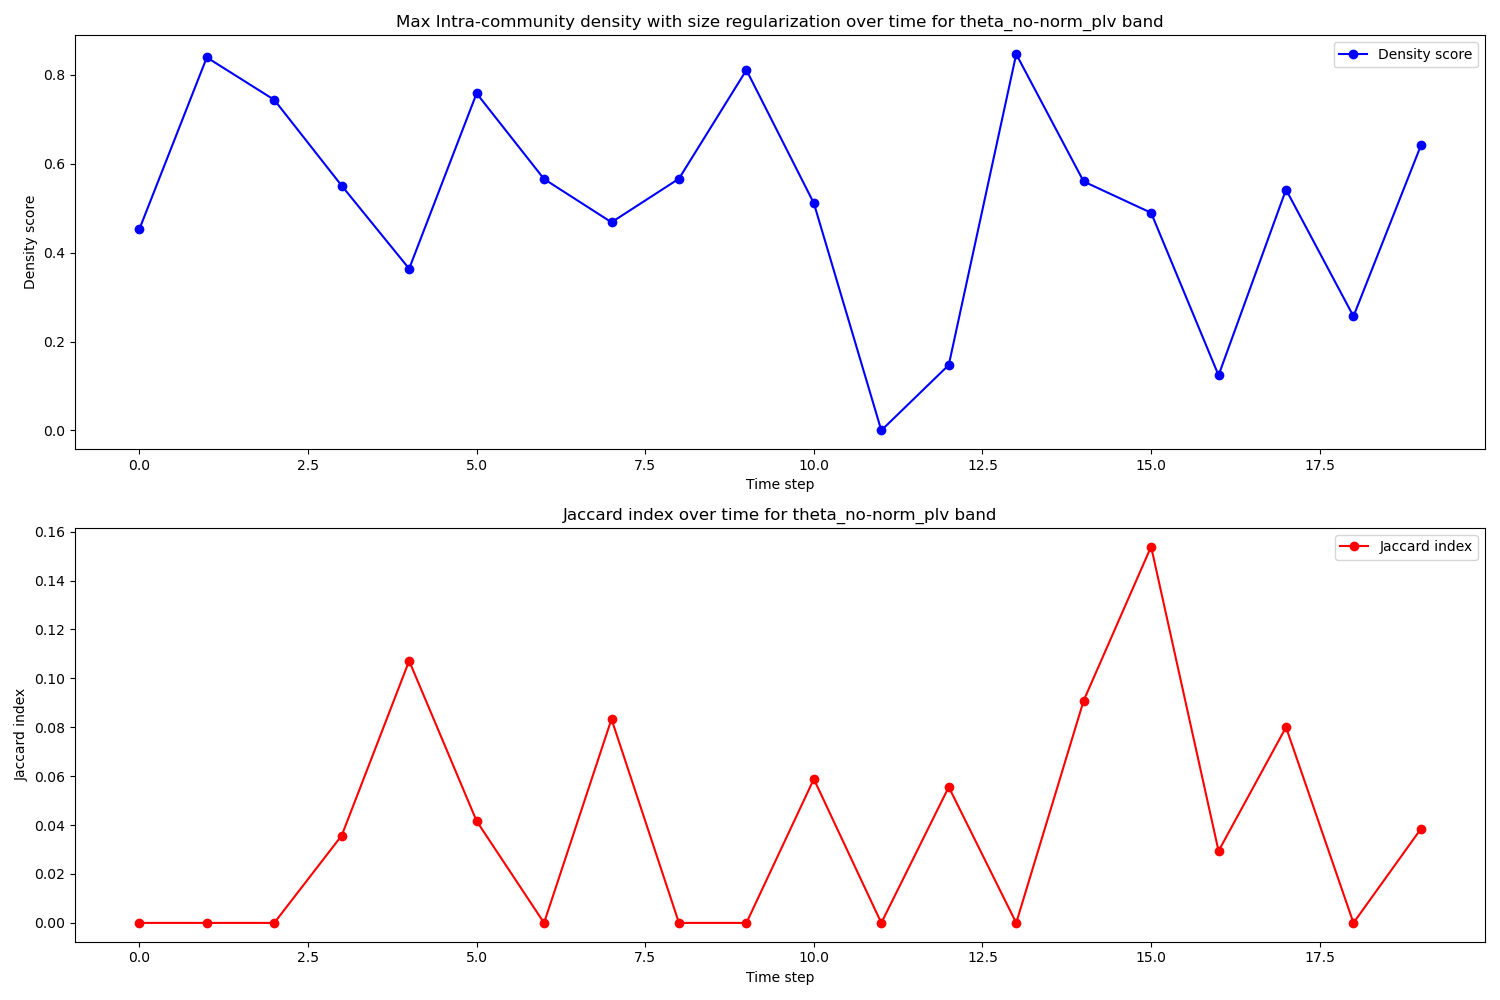 Max Intra-community density with size regularization over time for theta_no-norm_plv band
Density score
0.8
0.6
0.4
0.2
0.0
Density score
0.0 2.5 5.0 7.5 10.0 12.5 15.0 17.5
Time step
Jaccard index over time for theta_no-norm_plv band
Jaccard index
0.16
0.14
0.12
0.10
0.08
0.06
0.04
0.02
0.00
Jaccard index
0.0 2.5 5.0 7.5 10.0 12.5 15.0 17.5
Time step